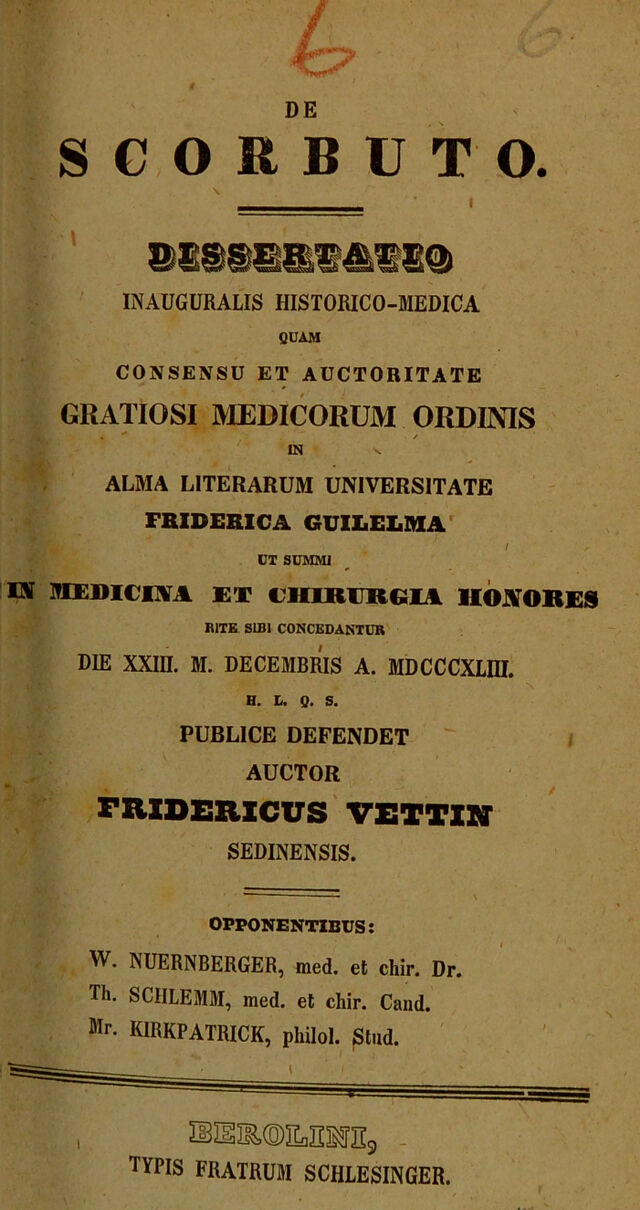 6 6
DE
SCORBUTO.
DISSERTATIO
INAUGURALIS HISTORICO-MEDICA
QUAM
CONSENSU ET AUCTORITATE
GRATIOSI MEDICORUM ORDINIS
IN
ALMA LITERARUM UNIVERSITATE
FRIDERICA GUILELMA
UT SUMMI
IN MEDICINA ET CHIRURGIA HONORES
RITE SIBI CONCEDANTUR
DIE XXIII. M. DECEMBRIS A. MDCCCXLIII.
H. L. Q. S.
PUBLICE DEFENDET
AUCTOR
FRIDERICUS VETTIN
SEDINENSIS.
OPPONENTIBUS:
W. NUERNBERGER, med. et chir. Dr.
Th. SCHLEMM, med. et chir. Cand.
Mr. KIRKPATRICK, philol. Stud.
BEROLINI,
TYPIS FRATRUM SCHLESINGER.